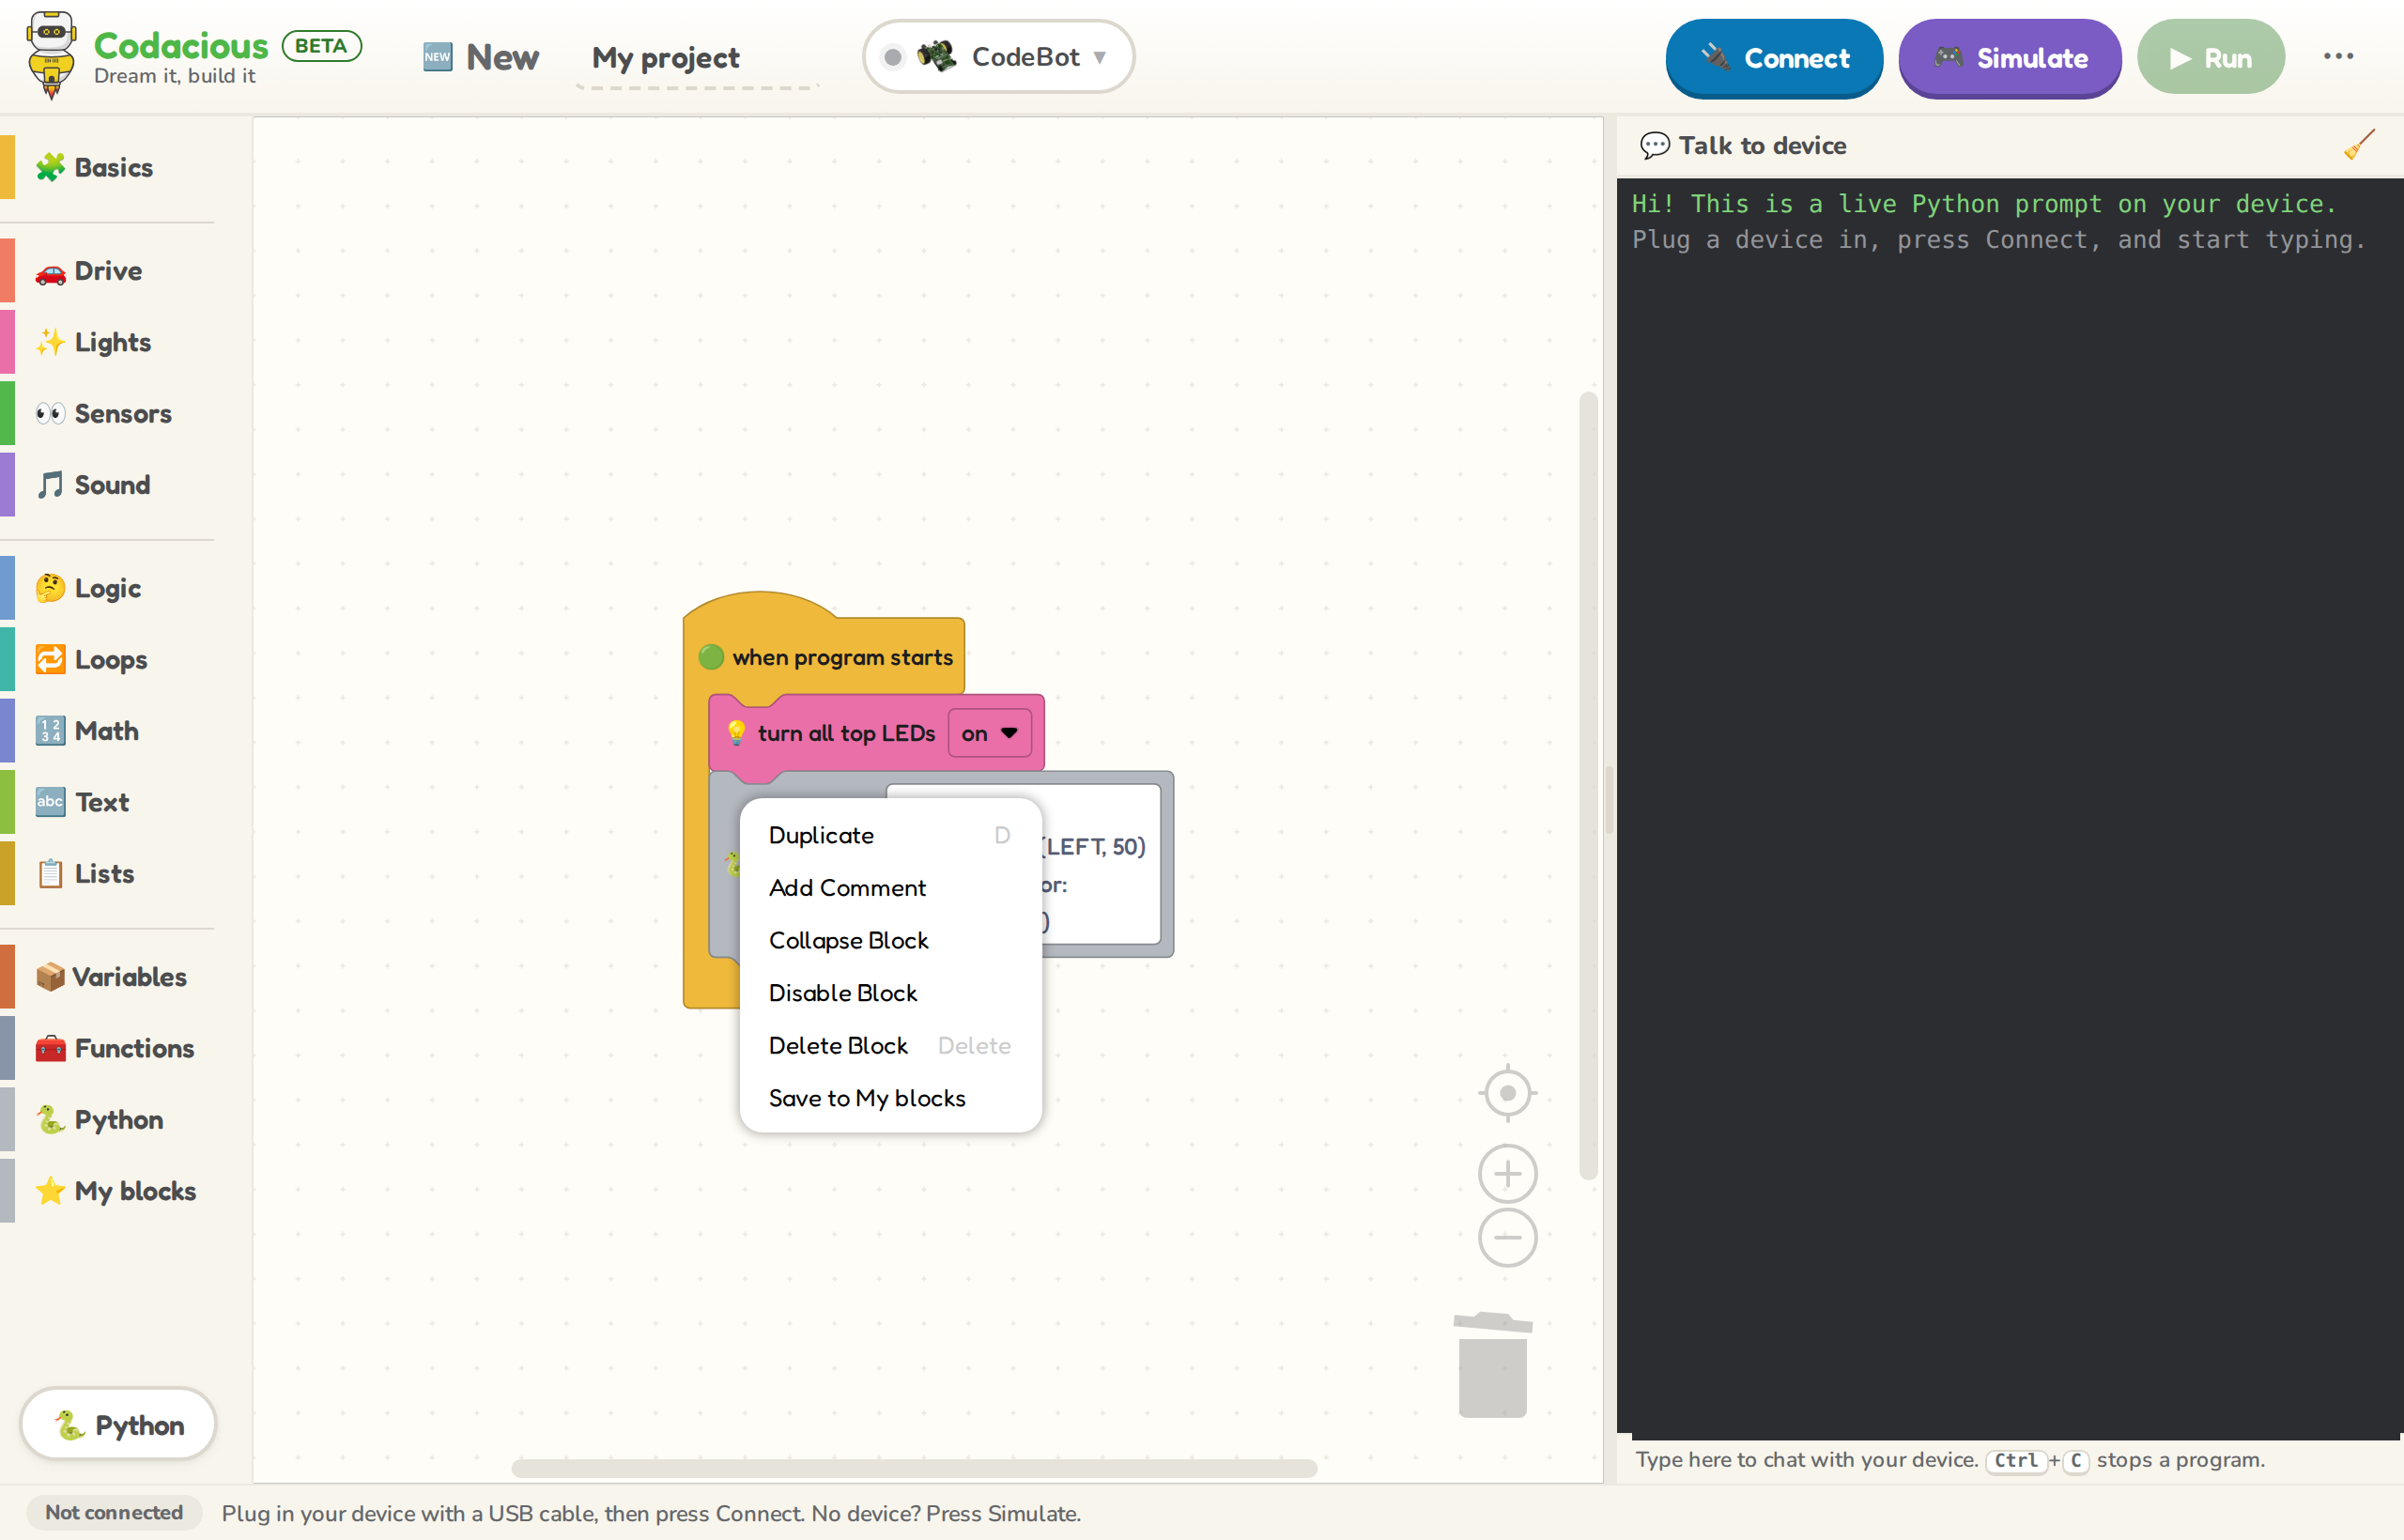 Codacious BETA
Dream it, build it
NEW New
My project
CodeBot ▼
Connect
Simulate
▶ Run
...
Basics
Drive
Lights
Sensors
Sound
Logic
Loops
1234 Math
abc Text
Lists
Variables
Functions
Python
My blocks
Python
when program starts
turn all top LEDs on
(LEFT, 50)
or:
)
Duplicate D
Add Comment
Collapse Block
Disable Block
Delete Block Delete
Save to My blocks
Talk to device
Hi! This is a live Python prompt on your device.
Plug a device in, press Connect, and start typing.
Type here to chat with your device. Ctrl+C stops a program.
Not connected Plug in your device with a USB cable, then press Connect. No device? Press Simulate.